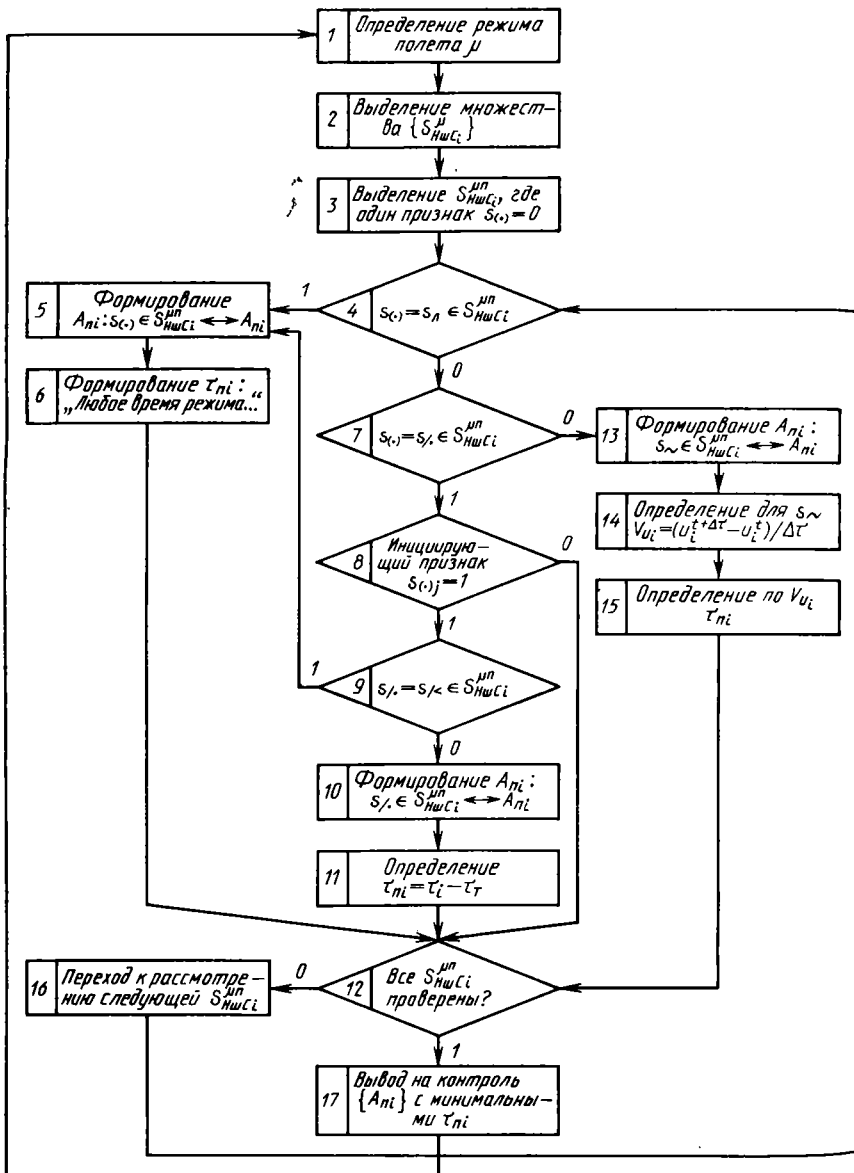 1 Определение режима
полета μ
2 Выделение множест-
ва {S^μ_НшСi}
3 Выделение S^μп_НшСi, где
один признак s(•) = 0
4 s(•) = sл ∈ S^μп_НшСi
1
0
5 Формирование
Aпi : s(•) ∈ S^μп_НшСi ↔ Aпi
6 Формирование τпi :
„Любое время режима..."
7 s(•) = s/• ∈ S^μп_НшСi
0
1
8 Инициирую-
щий признак
s(•)j = 1
0
1
9 s/• = s/< ∈ S^μп_НшСi
1
0
10 Формирование Aпi :
s/• ∈ S^μп_НшСi ↔ Aпi
11 Определение
τпi = τi − τт
13 Формирование Aпi :
s~ ∈ S^μп_НшСi ↔ Aпi
14 Определение для s~
Vui = (ui^t+Δτ − ui^t)/Δτ
15 Определение по Vui
τпi
12 Все S^μп_НшСi
проверены?
0
1
16 Переход к рассмотре-
нию следующей S^μп_НшСi
17 Вывод на контроль
{Aпi} с минимальны-
ми τпi